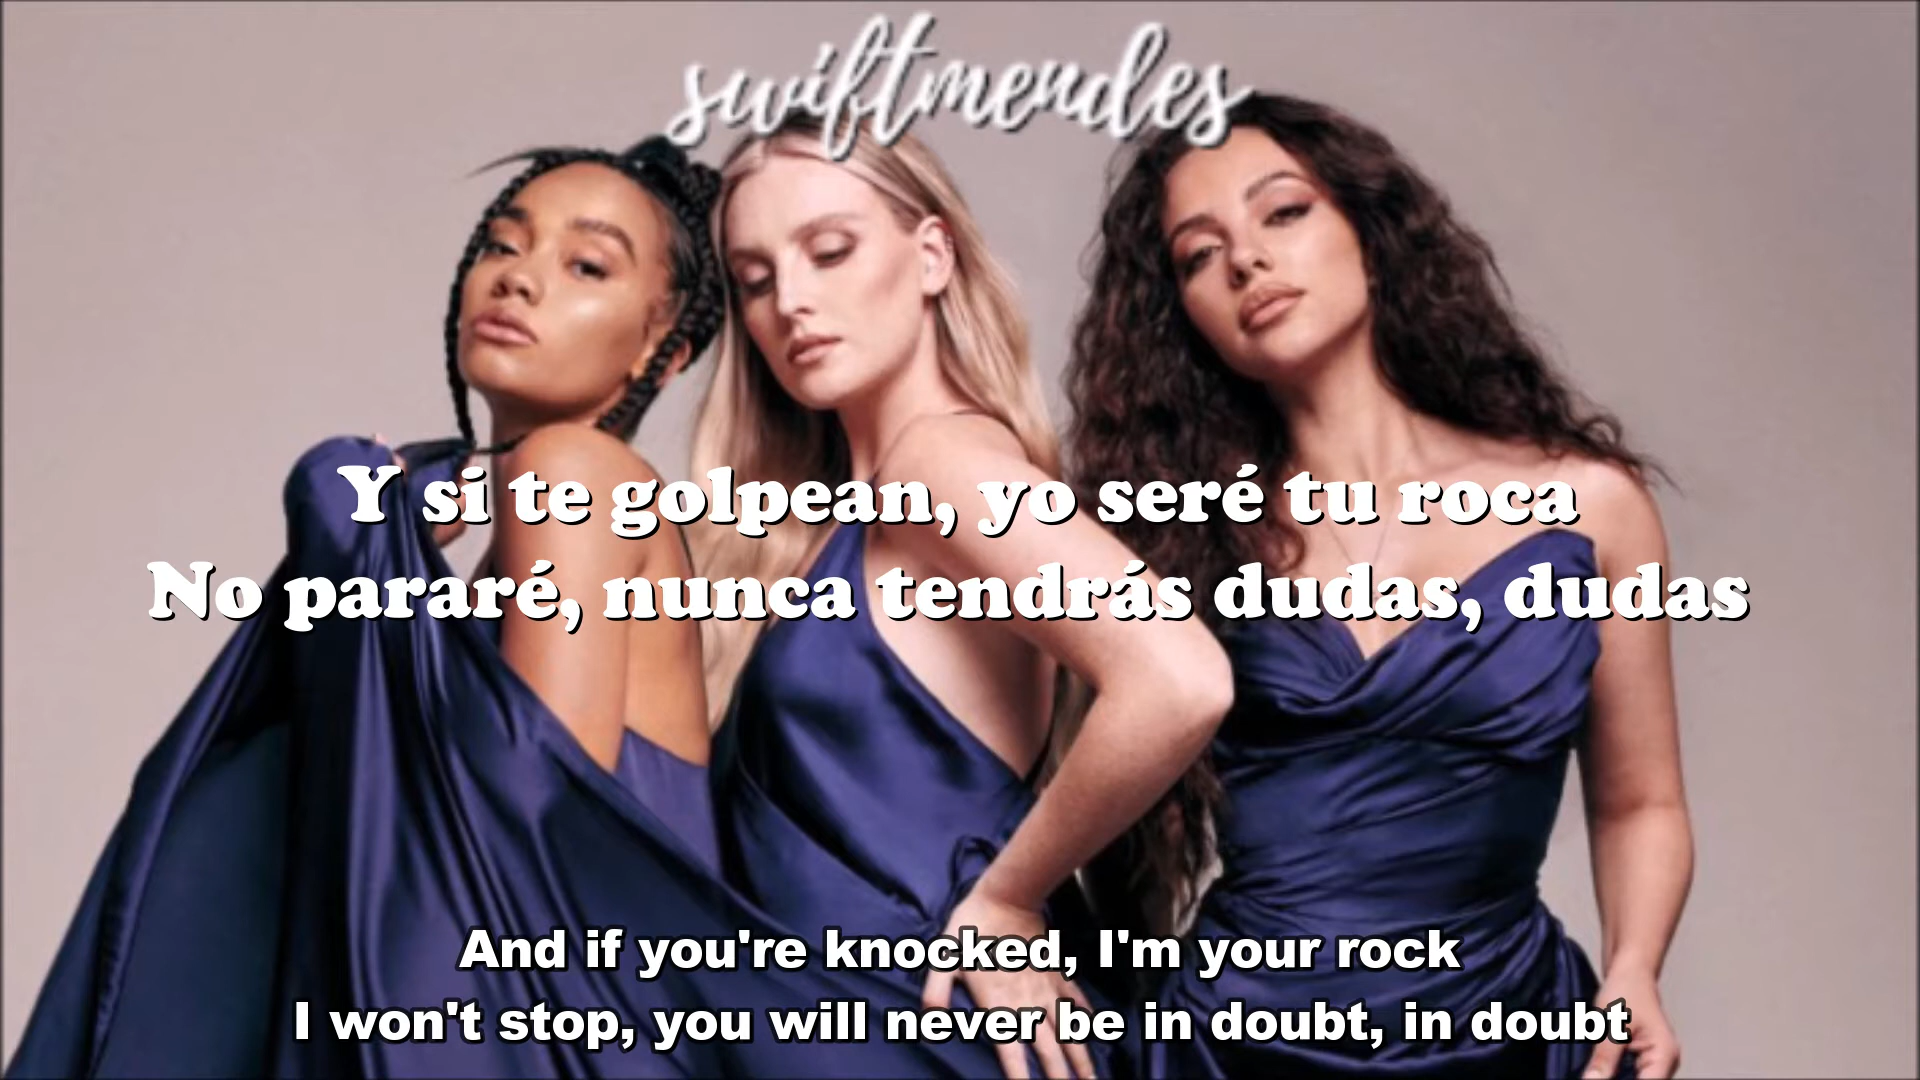 swiftmendes
Y si te golpean, yo seré tu roca
No pararé, nunca tendrás dudas, dudas
And if you're knocked, I'm your rock
I won't stop, you will never be in doubt, in doubt